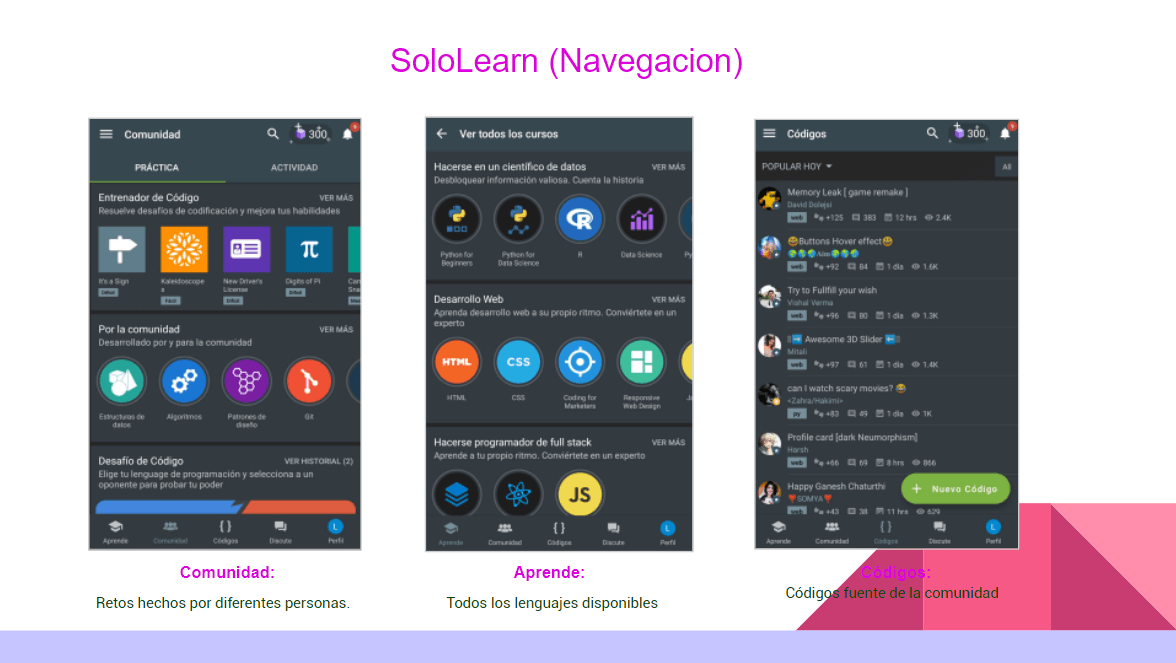 SoloLearn (Navegacion)
Comunidad
300
PRÁCTICA ACTIVIDAD
Entrenador de Código VER MÁS
Resuelve desafíos de codificación y mejora tus habilidades
It's a Sign Kaleidoscope New Driver's License Digits of PI
Difícil Fácil Difícil Difícil
Por la comunidad VER MÁS
Desarrollado por y para la comunidad
Estructuras de datos Algoritmos Patrones de diseño Git
Desafío de Código VER HISTORIAL (2)
Elige tu lenguage de programación y selecciona a un
oponente para probar tu poder
Aprende Comunidad Códigos Discute Perfil
Comunidad:
Retos hechos por diferentes personas.
Ver todos los cursos
Hacerse en un científico de datos VER MÁS
Desbloquear información valiosa. Cuenta la historia
Python for Beginners Python for Data Science R Data Science
Desarrollo Web VER MÁS
Aprenda desarrollo web a su propio ritmo. Conviértete en un
experto
HTML CSS
HTML CSS Coding for Marketers Responsive Web Design
Hacerse programador de full stack VER MÁS
Aprende a tu propio ritmo. Conviértete en un experto
JS
Aprende Comunidad Códigos Discute Perfil
Aprende:
Todos los lenguajes disponibles
Códigos
300
POPULAR HOY All
Memory Leak [ game remake ]
David Dolejsi
web +125 383 12 hrs 2.4K
😀Buttons Hover effect😀
web +92 84 1 día 1.6K
Try to Fullfill your wish
Vishal Verma
web +96 80 1 día 1.3K
Awesome 3D Slider
Mitali
web +97 61 1 día 1.4K
can I watch scary movies? 😂
<Zahra/Hakimi>
py +83 49 1 día 1K
Profile card [dark Neumorphism]
Harsh
web +66 69 8 hrs 866
Happy Ganesh Chaturthi
SOMYA
web +43 38 11 hrs 629
+ Nuevo Código
Aprende Comunidad Códigos Discute Perfil
Códigos:
Códigos fuente de la comunidad